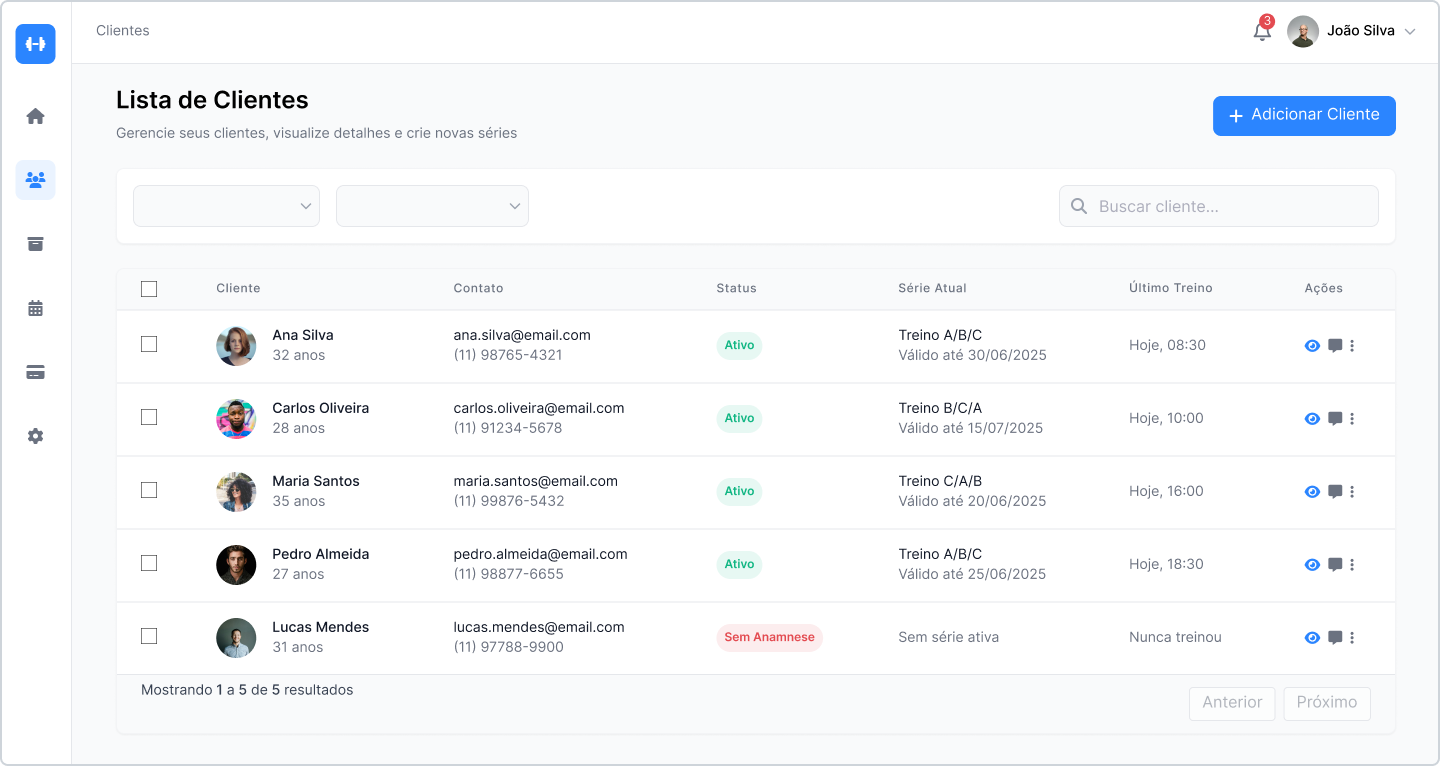 Clientes
3
João Silva
Lista de Clientes
Gerencie seus clientes, visualize detalhes e crie novas séries
+ Adicionar Cliente
Buscar cliente...
Cliente Contato Status Série Atual Último Treino Ações
Ana Silva ana.silva@email.com Ativo Treino A/B/C Hoje, 08:30
32 anos (11) 98765-4321 Válido até 30/06/2025
Carlos Oliveira carlos.oliveira@email.com Ativo Treino B/C/A Hoje, 10:00
28 anos (11) 91234-5678 Válido até 15/07/2025
Maria Santos maria.santos@email.com Ativo Treino C/A/B Hoje, 16:00
35 anos (11) 99876-5432 Válido até 20/06/2025
Pedro Almeida pedro.almeida@email.com Ativo Treino A/B/C Hoje, 18:30
27 anos (11) 98877-6655 Válido até 25/06/2025
Lucas Mendes lucas.mendes@email.com Sem Anamnese Sem série ativa Nunca treinou
31 anos (11) 97788-9900
Mostrando 1 a 5 de 5 resultados
Anterior Próximo